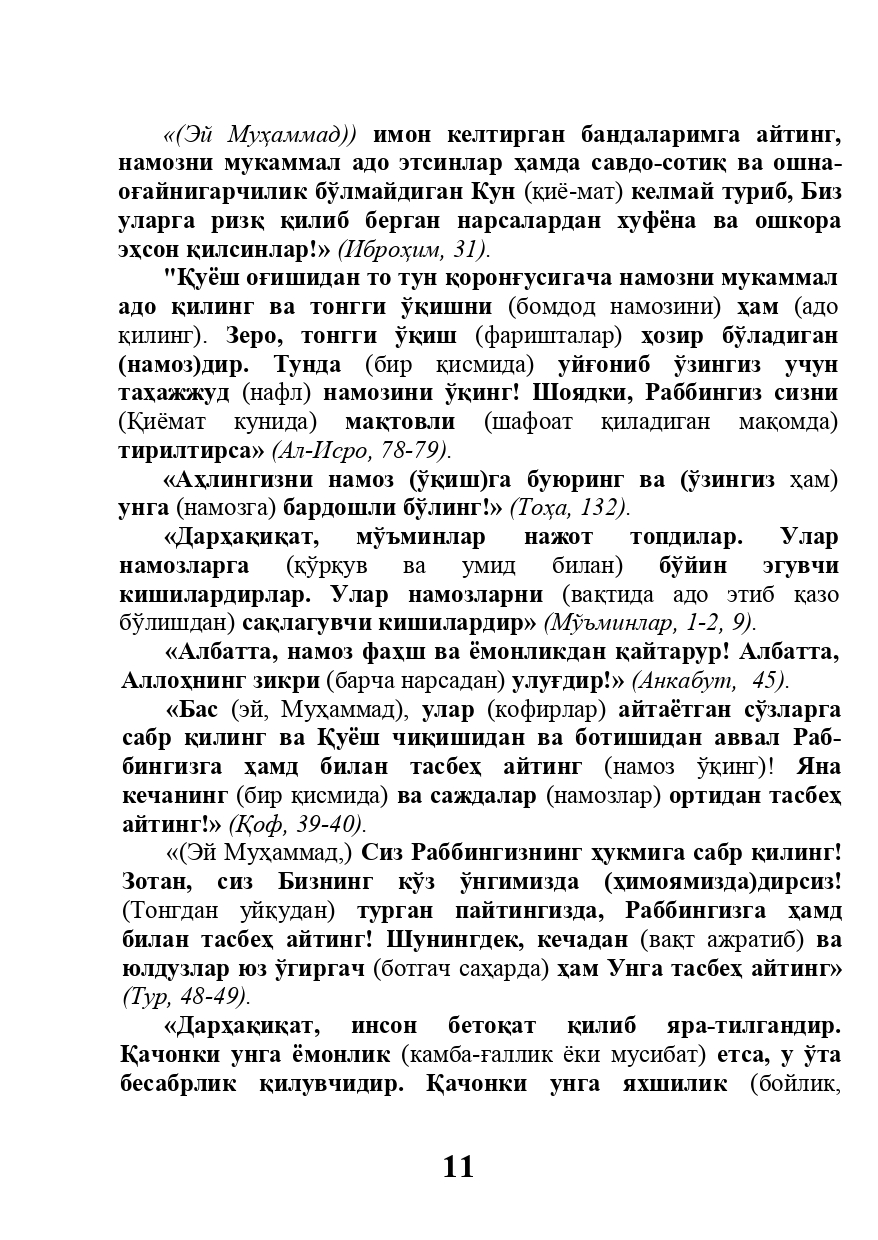 «(Эй Муҳаммад)) имон келтирган бандаларимга айтинг,
намозни мукаммал адо этсинлар ҳамда савдо-сотиқ ва ошна-
оғайнигарчилик бўлмайдиган Кун (қиё-мат) келмай туриб, Биз
уларга ризқ қилиб берган нарсалардан хуфёна ва ошкора
эҳсон қилсинлар!» (Иброҳим, 31).
"Қуёш оғишидан то тун қоронғусигача намозни мукаммал
адо қилинг ва тонгги ўқишни (бомдод намозини) ҳам (адо
қилинг). Зеро, тонгги ўқиш (фаришталар) ҳозир бўладиган
(намоз)дир. Тунда (бир қисмида) уйғониб ўзингиз учун
таҳажжуд (нафл) намозини ўқинг! Шоядки, Раббингиз сизни
(Қиёмат кунида) мақтовли (шафоат қиладиган мақомда)
тирилтирса» (Ал-Исро, 78-79).
«Аҳлингизни намоз (ўқиш)га буюринг ва (ўзингиз ҳам)
унга (намозга) бардошли бўлинг!» (Тоҳа, 132).
«Дарҳақиқат, мўъминлар нажот топдилар. Улар
намозларга (қўрқув ва умид билан) бўйин эгувчи
кишилардирлар. Улар намозларни (вақтида адо этиб қазо
бўлишдан) сақлагувчи кишилардир» (Мўъминлар, 1-2, 9).
«Албатта, намоз фаҳш ва ёмонликдан қайтарур! Албатта,
Аллоҳнинг зикри (барча нарсадан) улуғдир!» (Анкабут, 45).
«Бас (эй, Муҳаммад), улар (кофирлар) айтаётган сўзларга
сабр қилинг ва Қуёш чиқишидан ва ботишидан аввал Раб-
бингизга ҳамд билан тасбеҳ айтинг (намоз ўқинг)! Яна
кечанинг (бир қисмида) ва саждалар (намозлар) ортидан тасбеҳ
айтинг!» (Қоф, 39-40).
«(Эй Муҳаммад,) Сиз Раббингизнинг ҳукмига сабр қилинг!
Зотан, сиз Бизнинг кўз ўнгимизда (ҳимоямизда)дирсиз!
(Тонгдан уйқудан) турган пайтингизда, Раббингизга ҳамд
билан тасбеҳ айтинг! Шунингдек, кечадан (вақт ажратиб) ва
юлдузлар юз ўгиргач (ботгач саҳарда) ҳам Унга тасбеҳ айтинг»
(Тур, 48-49).
«Дарҳақиқат, инсон бетоқат қилиб яра-тилгандир.
Қачонки унга ёмонлик (камба-ғаллик ёки мусибат) етса, у ўта
бесабрлик қилувчидир. Қачонки унга яхшилик (бойлик,
11